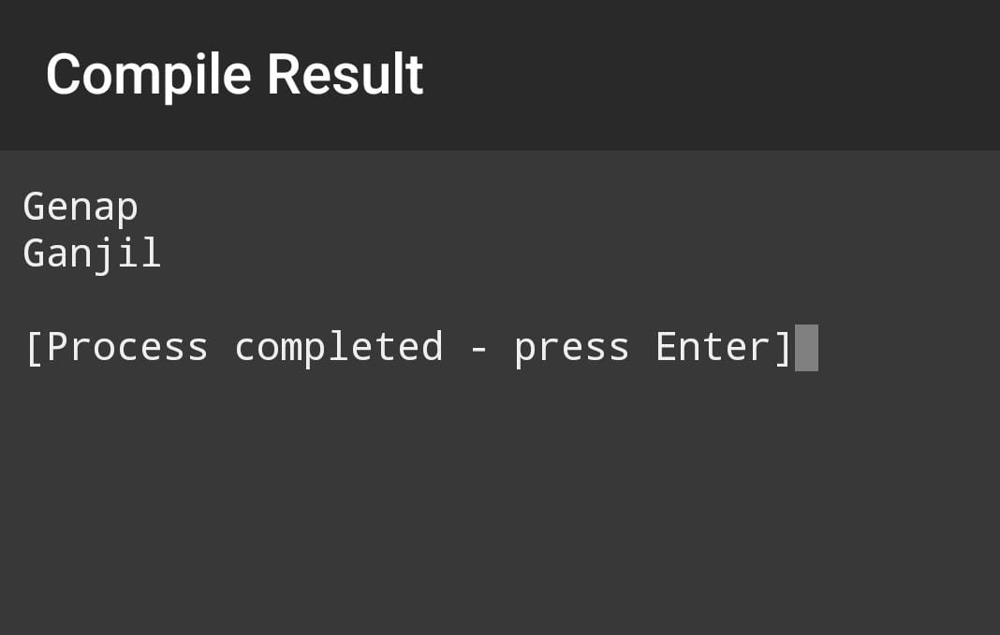 Compile Result
Genap
Ganjil
[Process completed - press Enter]